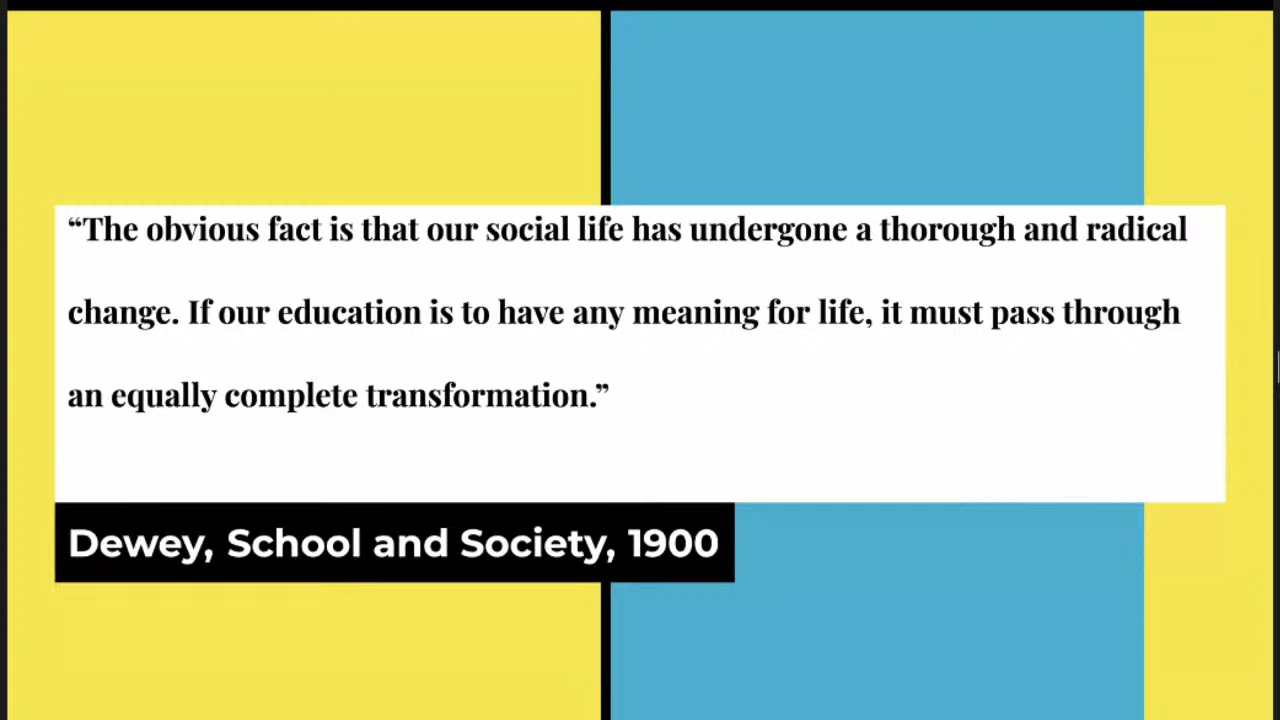 “The obvious fact is that our social life has undergone a thorough and radical
change. If our education is to have any meaning for life, it must pass through
an equally complete transformation.”
Dewey, School and Society, 1900